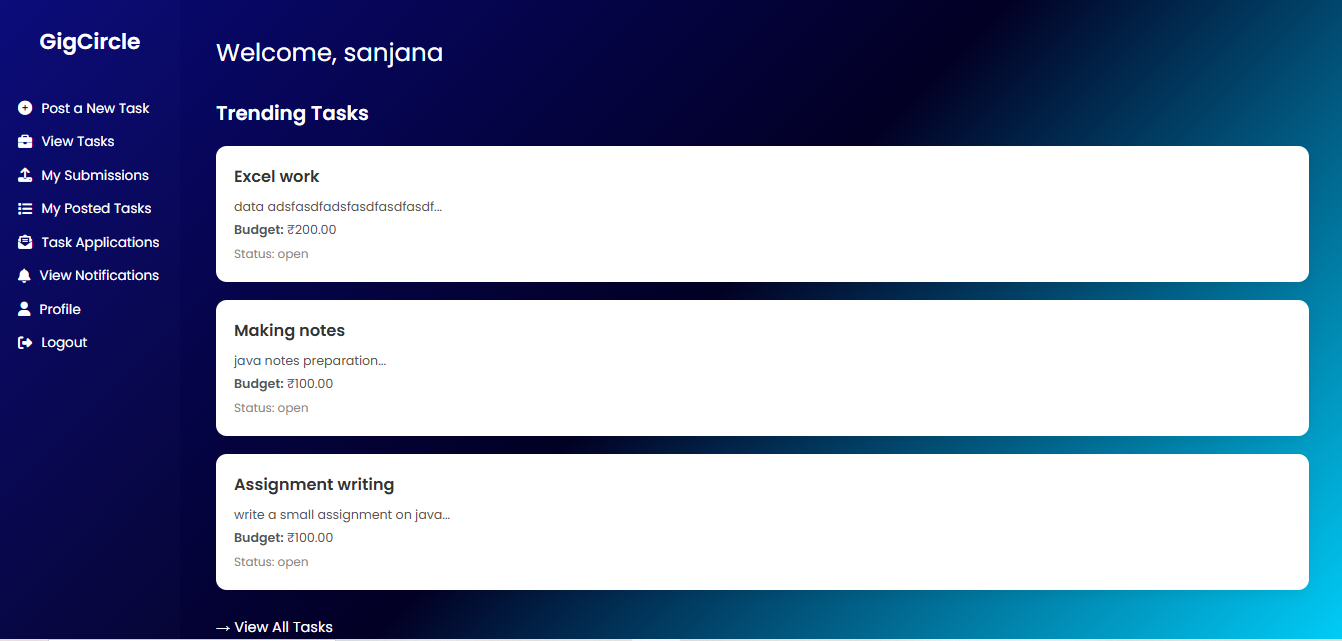 GigCircle
Post a New Task
View Tasks
My Submissions
My Posted Tasks
Task Applications
View Notifications
Profile
Logout
Welcome, sanjana
Trending Tasks
Excel work
data adsfasdfadsfasdfasdfasdf...
Budget: ₹200.00
Status: open
Making notes
java notes preparation...
Budget: ₹100.00
Status: open
Assignment writing
write a small assignment on java...
Budget: ₹100.00
Status: open
→ View All Tasks